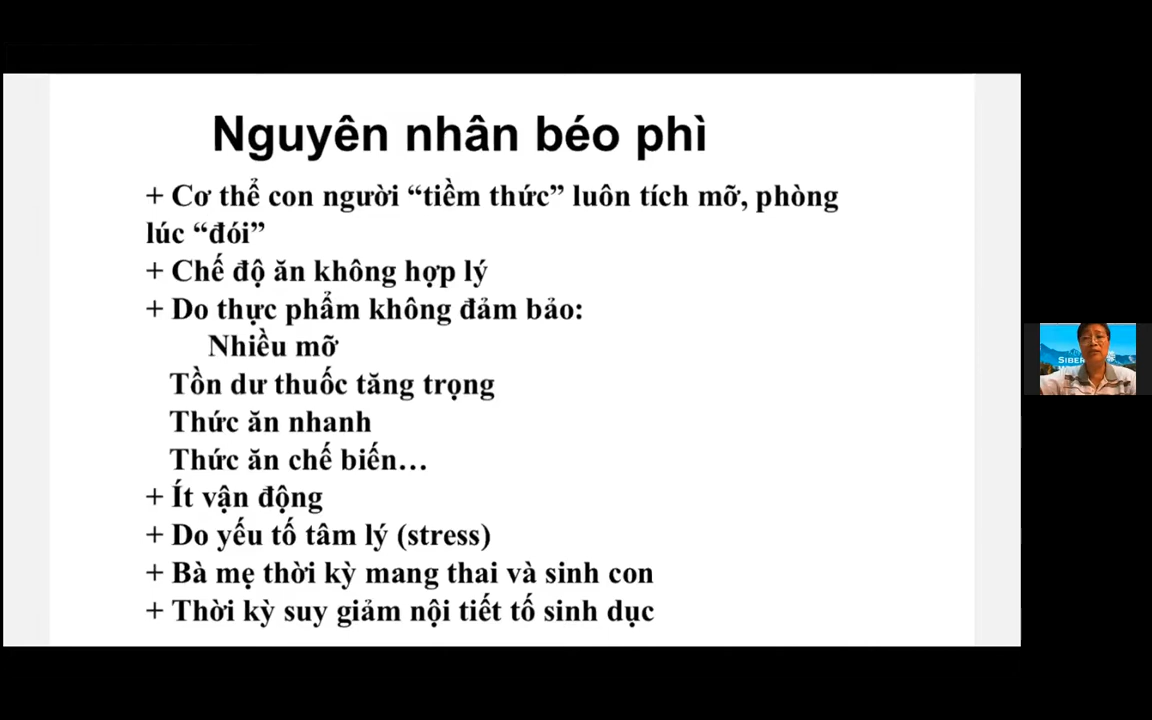 Nguyên nhân béo phì
+ Cơ thể con người “tiềm thức” luôn tích mỡ, phòng
lúc “đói”
+ Chế độ ăn không hợp lý
+ Do thực phẩm không đảm bảo:
Nhiều mỡ
Tồn dư thuốc tăng trọng
Thức ăn nhanh
Thức ăn chế biến…
+ Ít vận động
+ Do yếu tố tâm lý (stress)
+ Bà mẹ thời kỳ mang thai và sinh con
+ Thời kỳ suy giảm nội tiết tố sinh dục